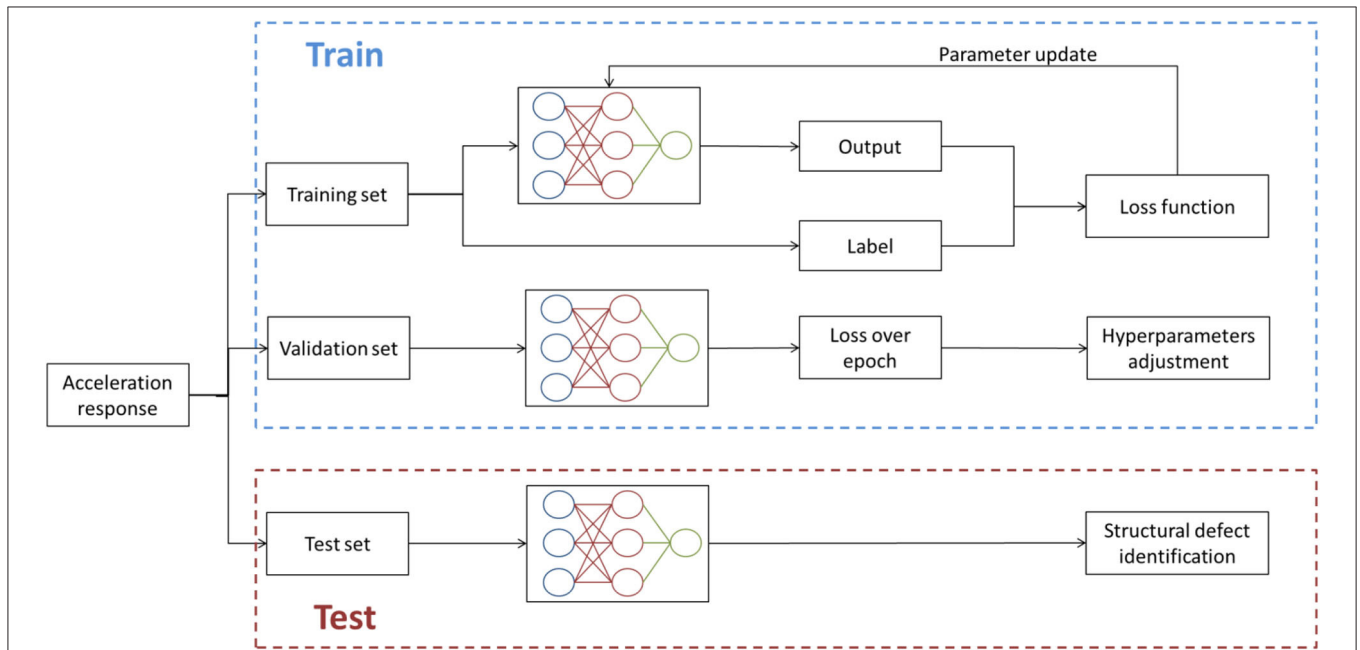 Train
Parameter update
Output
Training set
Loss function
Label
Validation set
Loss over
epoch
Hyperparameters
adjustment
Acceleration
response
Test set
Structural defect
identification
Test